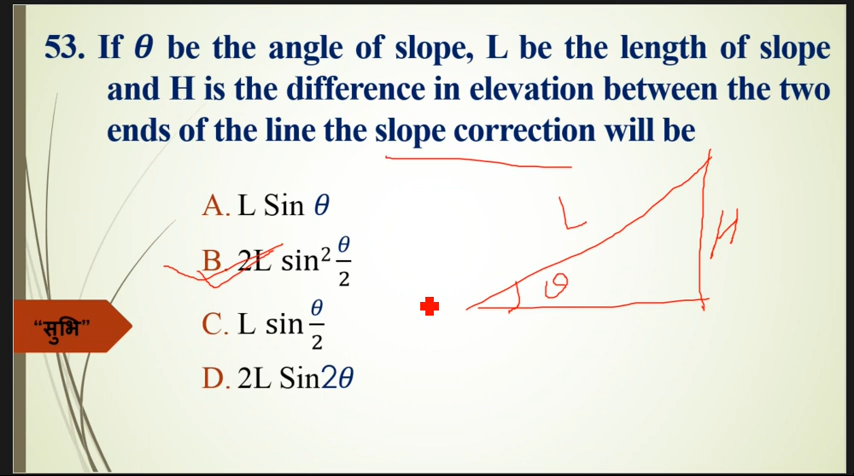 53. If θ be the angle of slope, L be the length of slope
and H is the difference in elevation between the two
ends of the line the slope correction will be
A. L Sin θ
B. 2L sin² θ/2
C. L sin θ/2
D. 2L Sin2θ
L
H
θ
“सुभि”